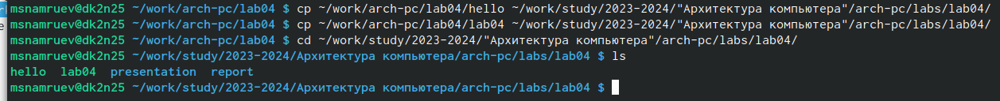 msnamruev@dk2n25 ~/work/arch-pc/lab04 $ cp ~/work/arch-pc/lab04/hello ~/work/study/2023-2024/"Архитектура компьютера"/arch-pc/labs/lab04/
msnamruev@dk2n25 ~/work/arch-pc/lab04 $ cp ~/work/arch-pc/lab04/lab04 ~/work/study/2023-2024/"Архитектура компьютера"/arch-pc/labs/lab04/
msnamruev@dk2n25 ~/work/arch-pc/lab04 $ cd ~/work/study/2023-2024/"Архитектура компьютера"/arch-pc/labs/lab04/
msnamruev@dk2n25 ~/work/study/2023-2024/Архитектура компьютера/arch-pc/labs/lab04 $ ls
hello  lab04  presentation  report
msnamruev@dk2n25 ~/work/study/2023-2024/Архитектура компьютера/arch-pc/labs/lab04 $